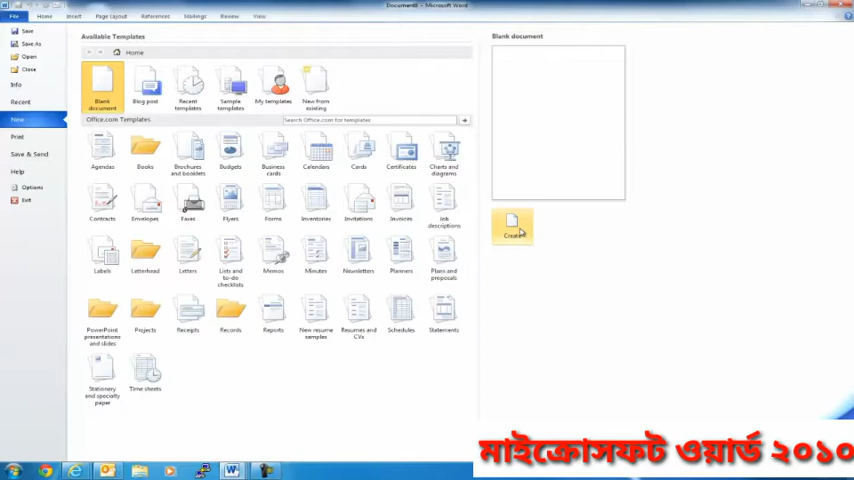 Document8 - Microsoft Word
File Home Insert Page Layout References Mailings Review View
Save
Save As
Open
Close
Info
Recent
New
Print
Save & Send
Help
Options
Exit
Available Templates
Home
Blank document
Blog post
Recent templates
Sample templates
My templates
New from existing
Office.com Templates
Search Office.com for templates
Agendas
Books
Brochures and booklets
Budgets
Business cards
Calendars
Cards
Certificates
Charts and diagrams
Contracts
Envelopes
Faxes
Flyers
Forms
Inventories
Invitations
Invoices
Job descriptions
Labels
Letterhead
Letters
Lists and to-do checklists
Memos
Minutes
Newsletters
Planners
Plans and proposals
PowerPoint presentations and slides
Projects
Receipts
Records
Reports
New resume samples
Resumes and CVs
Schedules
Statements
Stationery and specialty paper
Time sheets
Blank document
Create
মাইক্রোসফট ওয়ার্ড ২০১০